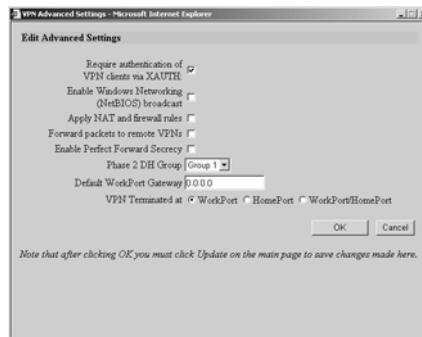 VPN Advanced Settings - Microsoft Internet Explorer
Edit Advanced Settings
Require authentication of
VPN clients via XAUTH:
Enable Windows Networking
(NetBIOS) broadcast
Apply NAT and firewall rules
Forward packets to remote VPNs
Enable Perfect Forward Secrecy
Phase 2 DH Group Group 1
Default WorkPort Gateway 0.0.0.0
VPN Terminated at WorkPort HomePort WorkPort/HomePort
OK Cancel
Note that after clicking OK you must click Update on the main page to save changes made here.